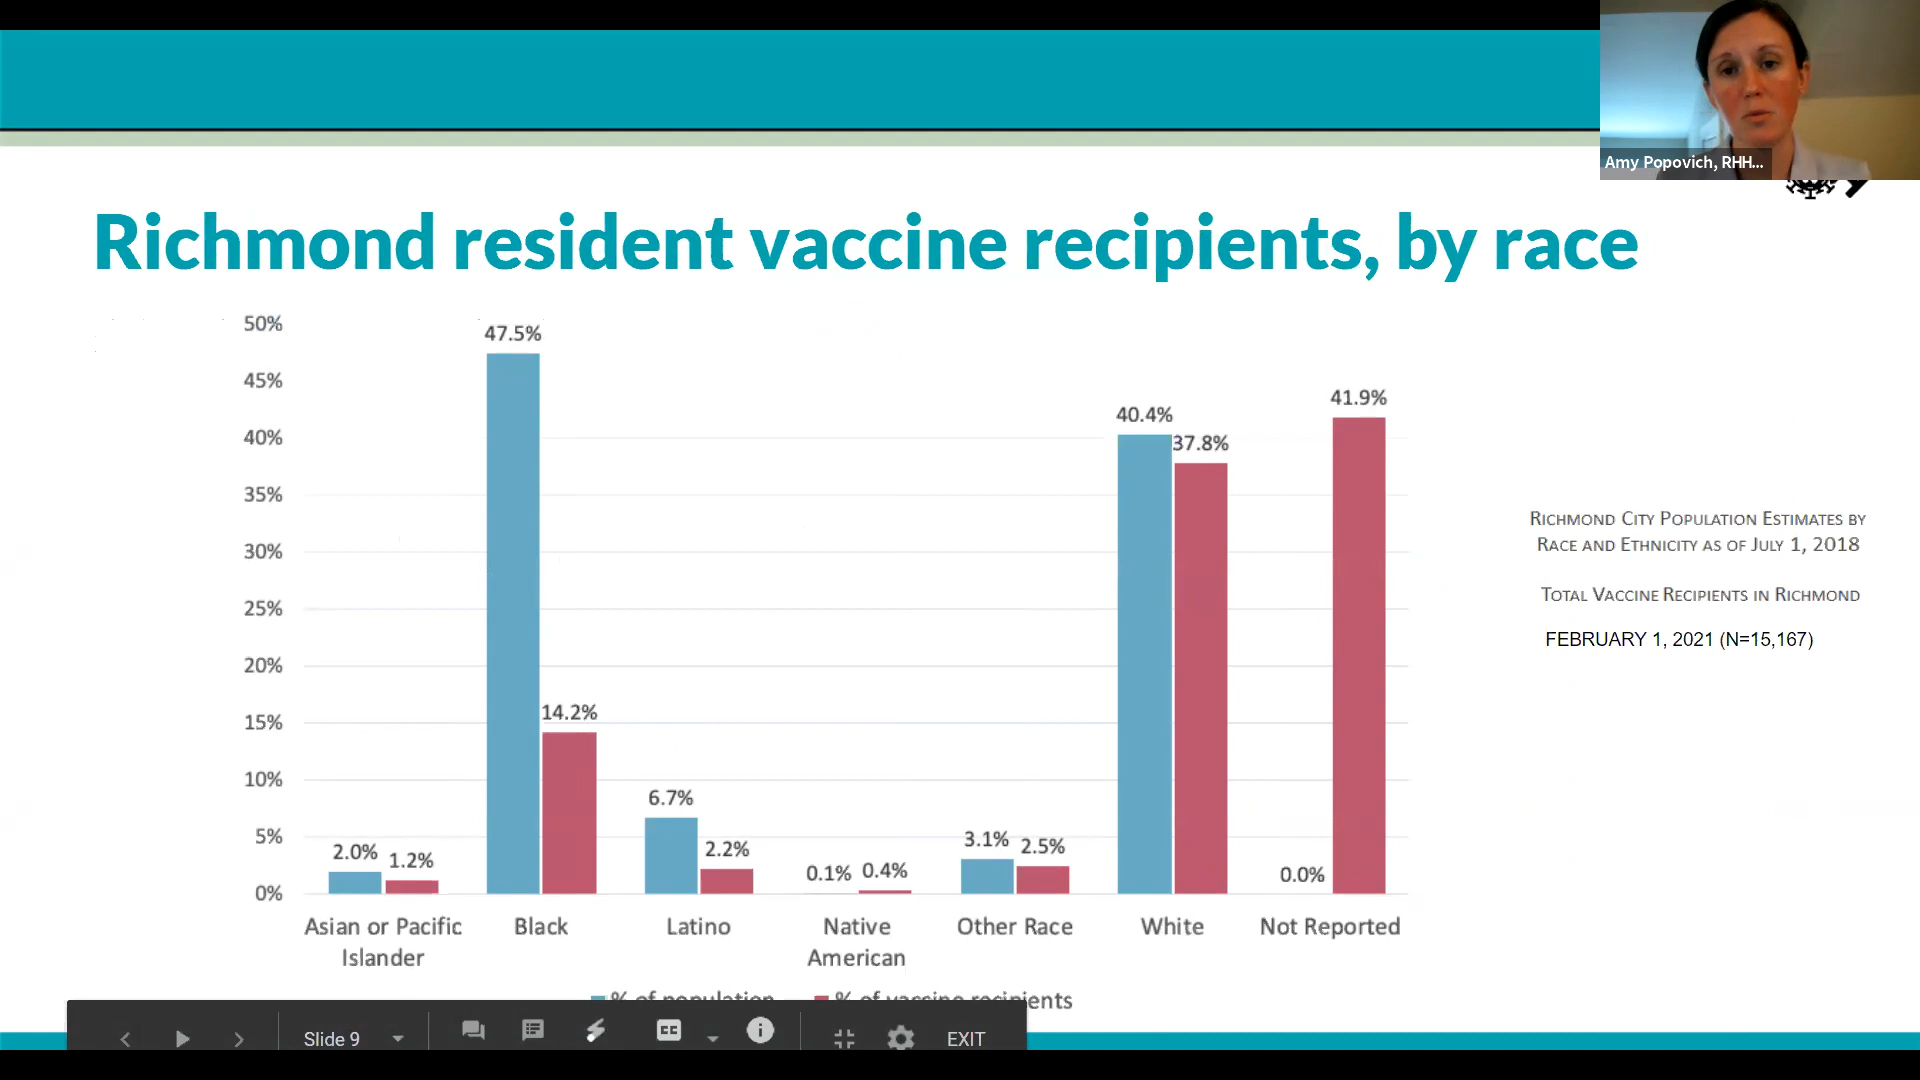 Amy Popovich, RHH...
Richmond resident vaccine recipients, by race
50%
45%
40%
35%
30%
25%
20%
15%
10%
5%
0%
2.0%
1.2%
47.5%
14.2%
6.7%
2.2%
0.1%
0.4%
3.1%
2.5%
40.4%
37.8%
0.0%
41.9%
Asian or Pacific
Islander
Black
Latino
Native
American
Other Race
White
Not Reported
% of population
% of vaccine recipients
RICHMOND CITY POPULATION ESTIMATES BY
RACE AND ETHNICITY AS OF JULY 1, 2018
TOTAL VACCINE RECIPIENTS IN RICHMOND
FEBRUARY 1, 2021 (N=15,167)
Slide 9
CC
EXIT